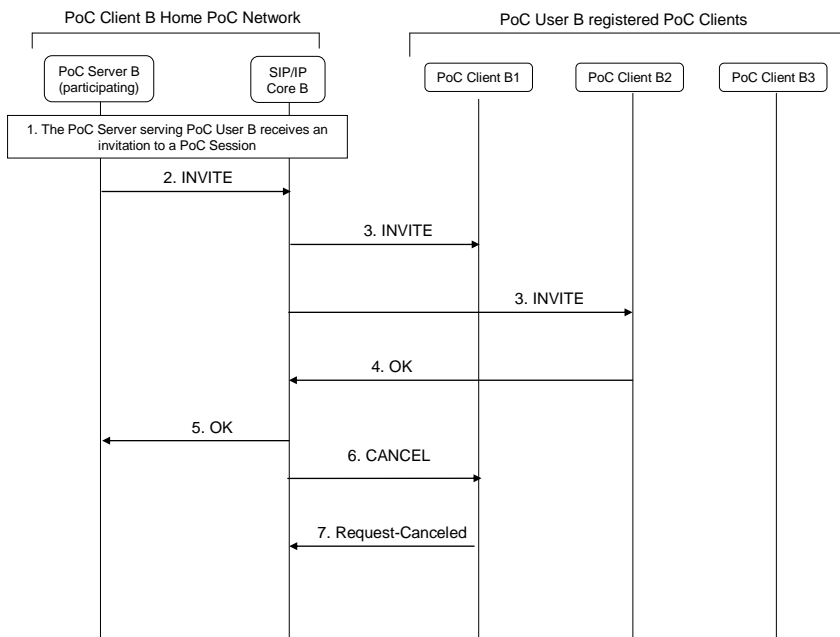 PoC Client B Home PoC Network
PoC User B registered PoC Clients
PoC Server B
(participating)
SIP/IP
Core B
PoC Client B1
PoC Client B2
PoC Client B3
1. The PoC Server serving PoC User B receives an
invitation to a PoC Session
2. INVITE
3. INVITE
3. INVITE
4. OK
5. OK
6. CANCEL
7. Request-Canceled